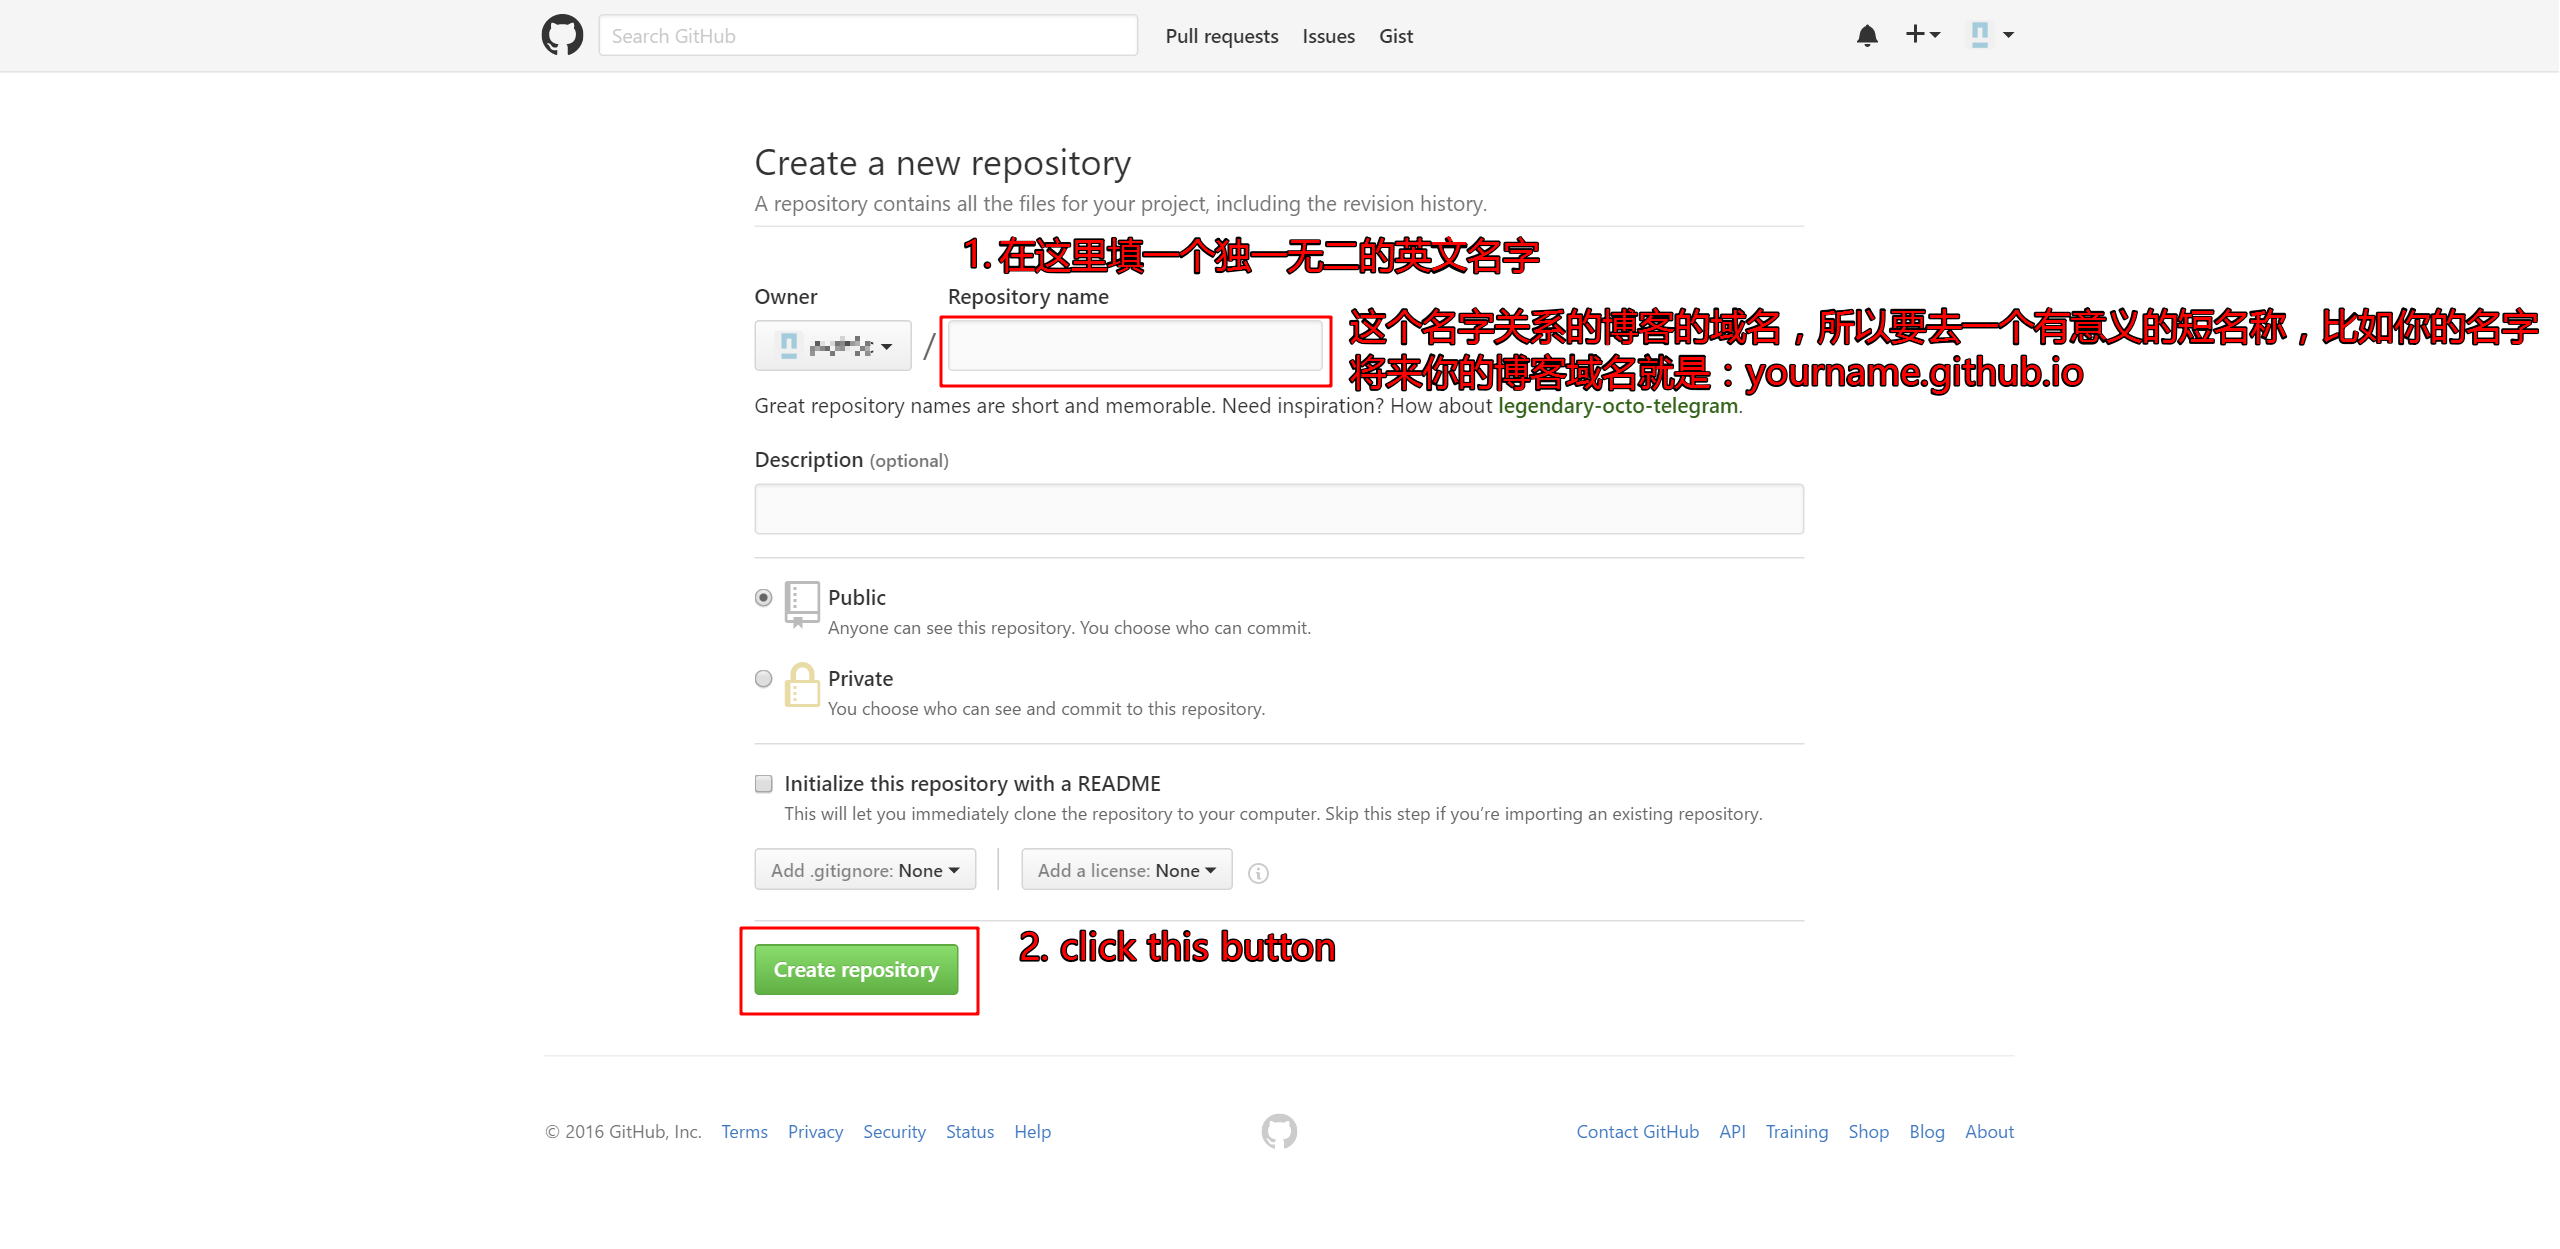 Search GitHub
Pull requests Issues Gist
Create a new repository
A repository contains all the files for your project, including the revision history.
1. 在这里填一个独一无二的英文名字
Owner Repository name
/
这个名字关系的博客的域名，所以要去一个有意义的短名称，比如你的名字
将来你的博客域名就是：yourname.github.io
Great repository names are short and memorable. Need inspiration? How about legendary-octo-telegram.
Description (optional)
Public
Anyone can see this repository. You choose who can commit.
Private
You choose who can see and commit to this repository.
Initialize this repository with a README
This will let you immediately clone the repository to your computer. Skip this step if you’re importing an existing repository.
Add .gitignore: None Add a license: None
Create repository
2. click this button
© 2016 GitHub, Inc. Terms Privacy Security Status Help Contact GitHub API Training Shop Blog About